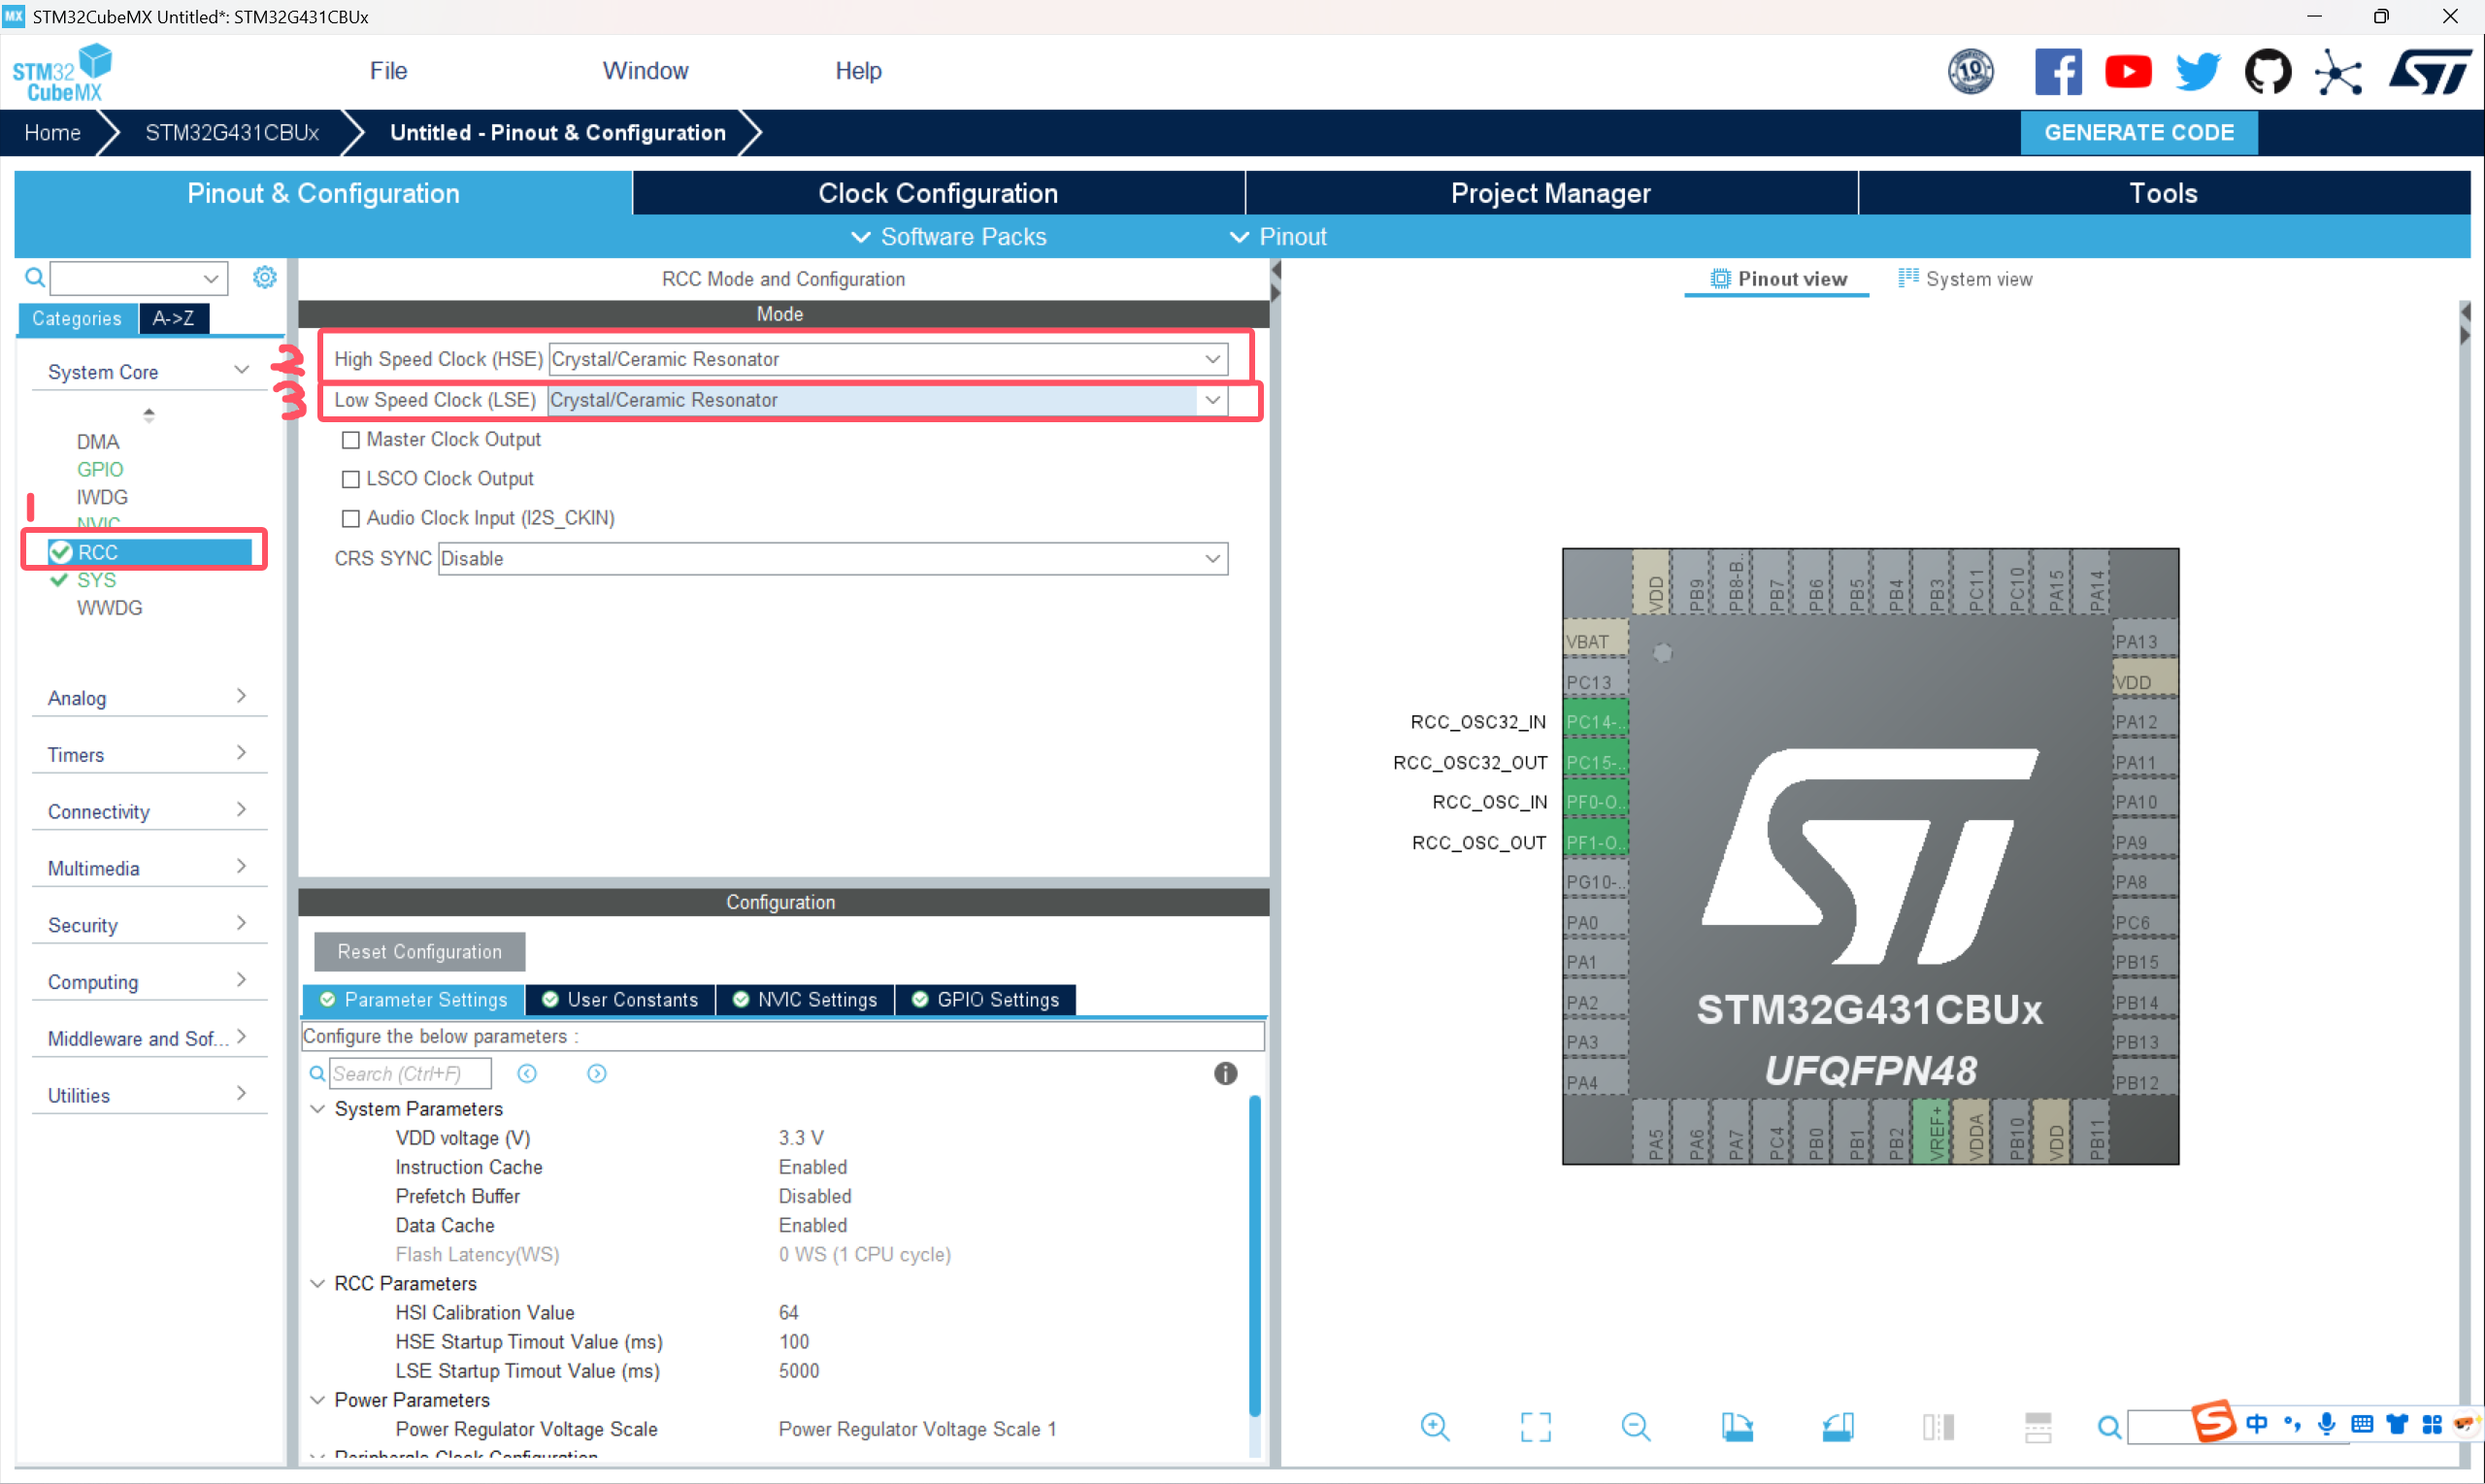 MX STM32CubeMX Untitled*: STM32G431CBUx
STM32
CubeMX
File
Window
Help
10
ST
Home
STM32G431CBUx
Untitled - Pinout & Configuration
GENERATE CODE
Pinout & Configuration
Clock Configuration
Project Manager
Tools
Software Packs
Pinout
Categories
A->Z
System Core
DMA
GPIO
IWDG
NVIC
RCC
SYS
WWDG
Analog
Timers
Connectivity
Multimedia
Security
Computing
Middleware and Sof...
Utilities
1
2
3
RCC Mode and Configuration
Mode
High Speed Clock (HSE) Crystal/Ceramic Resonator
Low Speed Clock (LSE) Crystal/Ceramic Resonator
Master Clock Output
LSCO Clock Output
Audio Clock Input (I2S_CKIN)
CRS SYNC Disable
Configuration
Reset Configuration
Parameter Settings
User Constants
NVIC Settings
GPIO Settings
Configure the below parameters :
Search (Ctrl+F)
System Parameters
VDD voltage (V) 3.3 V
Instruction Cache Enabled
Prefetch Buffer Disabled
Data Cache Enabled
Flash Latency(WS) 0 WS (1 CPU cycle)
RCC Parameters
HSI Calibration Value 64
HSE Startup Timout Value (ms) 100
LSE Startup Timout Value (ms) 5000
Power Parameters
Power Regulator Voltage Scale Power Regulator Voltage Scale 1
Peripherals Clock Configuration
Pinout view
System view
VDD
PB9
PB8-B..
PB7
PB6
PB5
PB4
PB3
PC11
PC10
PA15
PA14
VBAT
PC13
RCC_OSC32_IN PC14-..
RCC_OSC32_OUT PC15-..
RCC_OSC_IN PF0-O..
RCC_OSC_OUT PF1-O..
PG10-..
PA0
PA1
PA2
PA3
PA4
PA13
VDD
PA12
PA11
PA10
PA9
PA8
PC6
PB15
PB14
PB13
PB12
ST
STM32G431CBUx
UFQFPN48
PA5
PA6
PA7
PC4
PB0
PB1
PB2
VREF+
VDDA
PB10
VDD
PB11
S 中